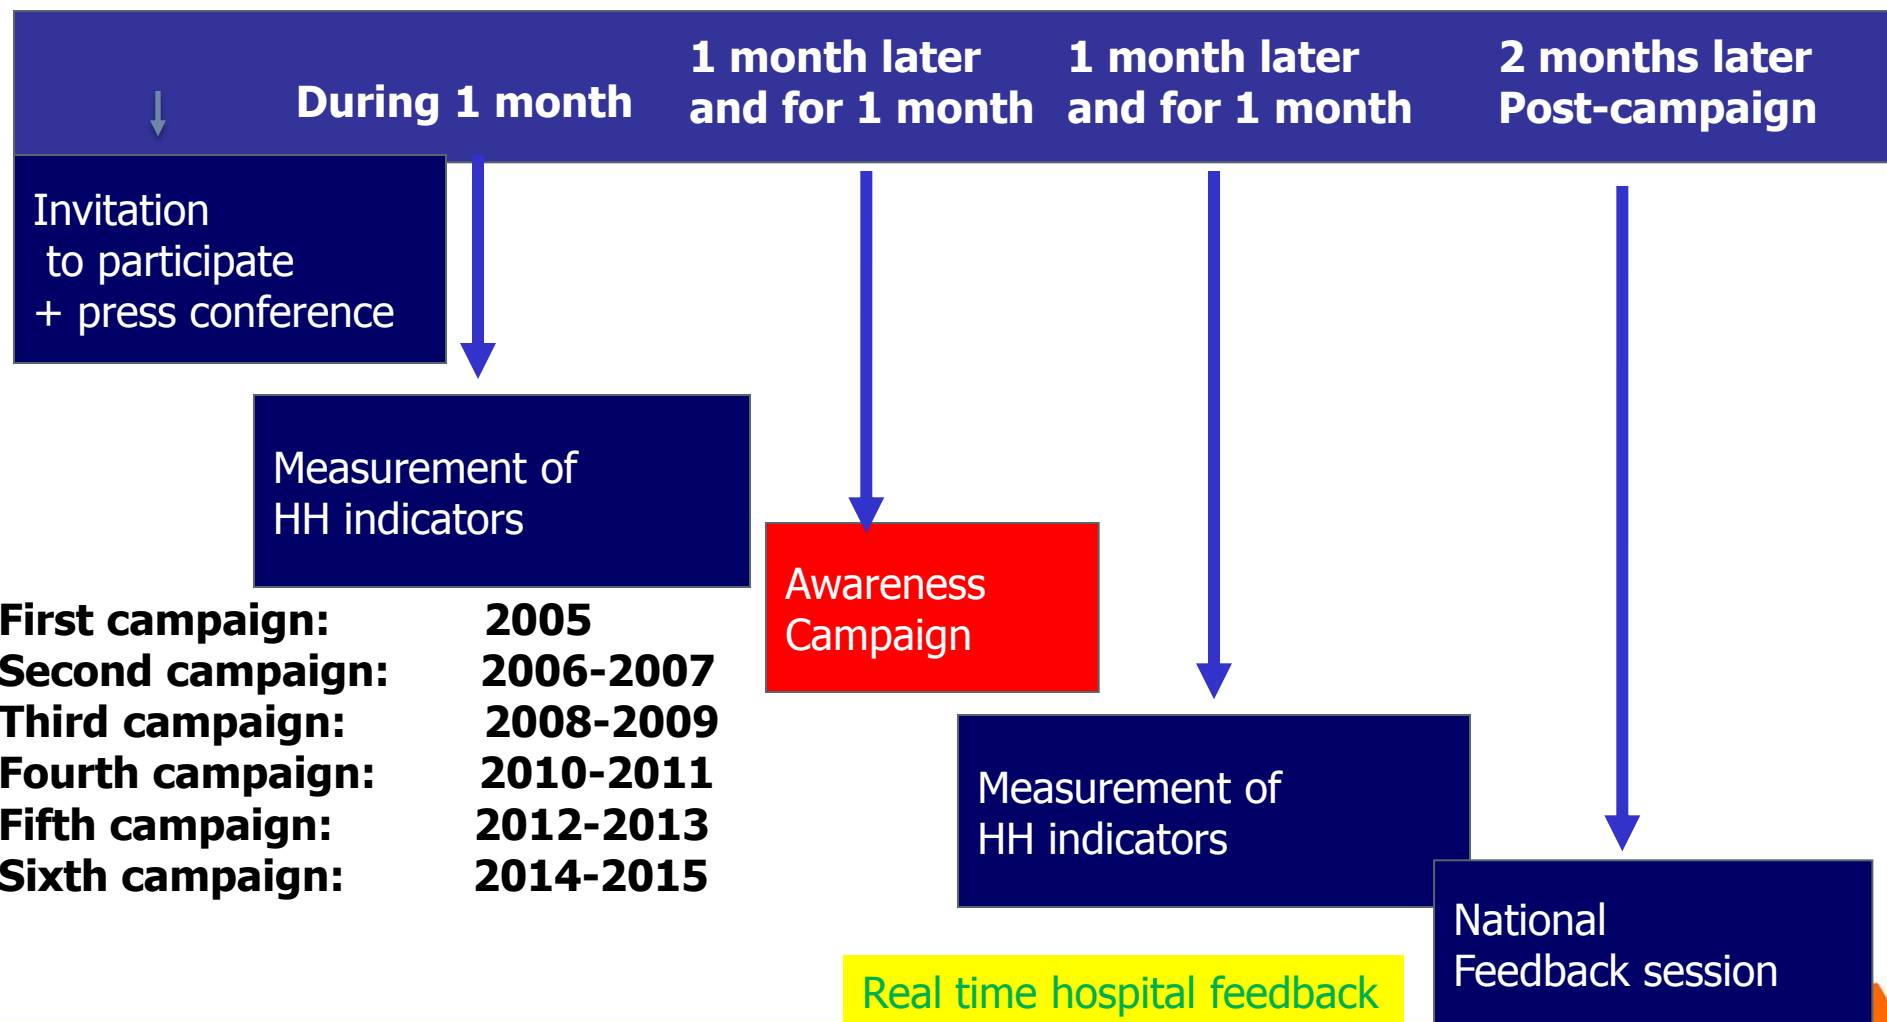 During 1 month
1 month later
and for 1 month
1 month later
and for 1 month
2 months later
Post-campaign
Invitation
to participate
+ press conference
Measurement of
HH indicators
Awareness
Campaign
First campaign: 2005
Second campaign: 2006-2007
Third campaign: 2008-2009
Fourth campaign: 2010-2011
Fifth campaign: 2012-2013
Sixth campaign: 2014-2015
Measurement of
HH indicators
National
Feedback session
Real time hospital feedback